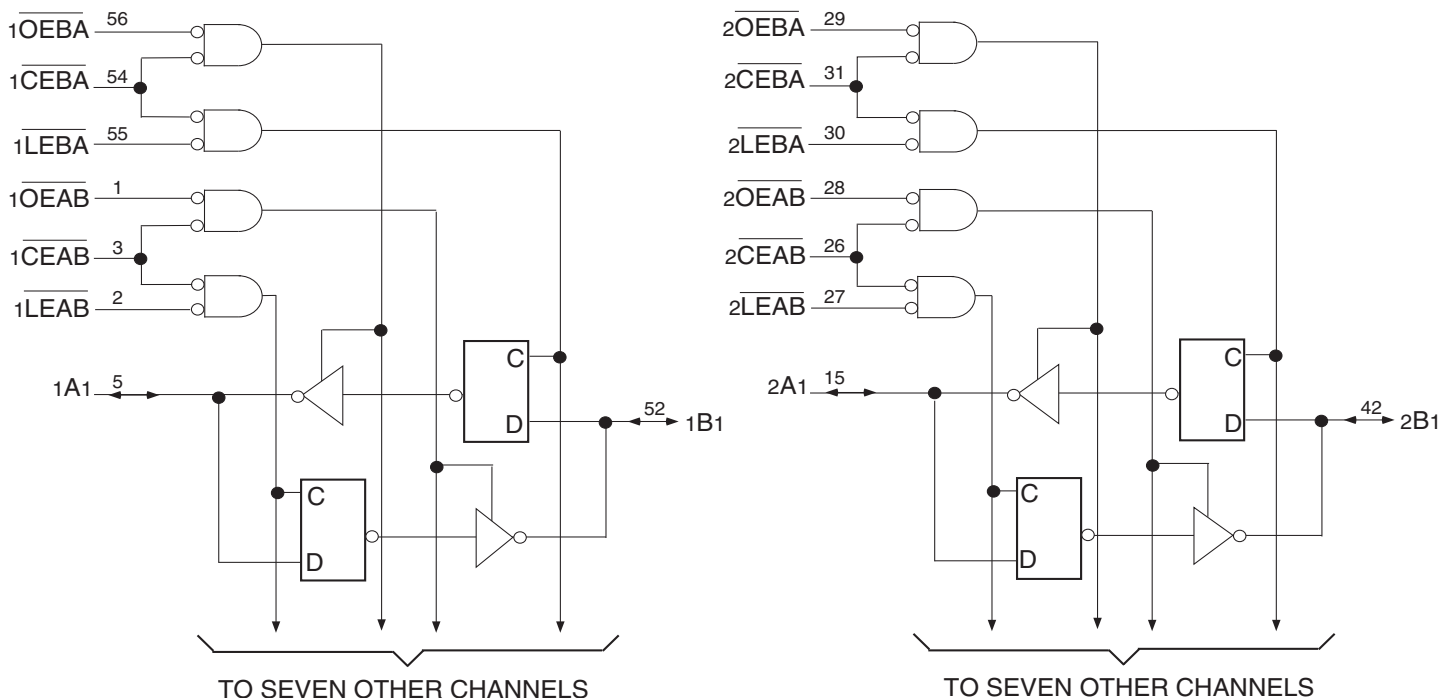 1OEBA 56
1CEBA 54
1LEBA 55
1OEAB 1
1CEAB 3
1LEAB 2
C
1A1 5
D
52 1B1
C
D
TO SEVEN OTHER CHANNELS
2OEBA 29
2CEBA 31
2LEBA 30
2OEAB 28
2CEAB 26
2LEAB 27
C
2A1 15
D
42 2B1
C
D
TO SEVEN OTHER CHANNELS